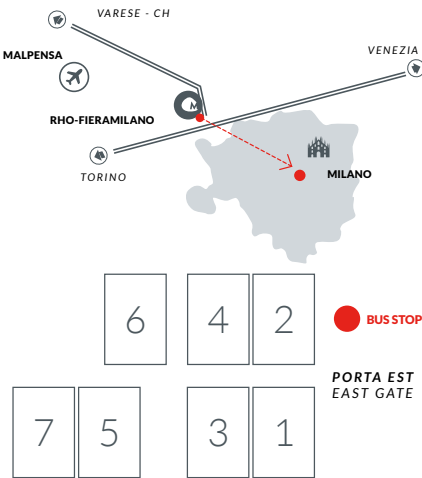 VARESE - CH
MALPENSA
VENEZIA
M
RHO-FIERAMILANO
TORINO
MILANO
6 4 2
BUS STOP
PORTA EST
EAST GATE
7 5 3 1